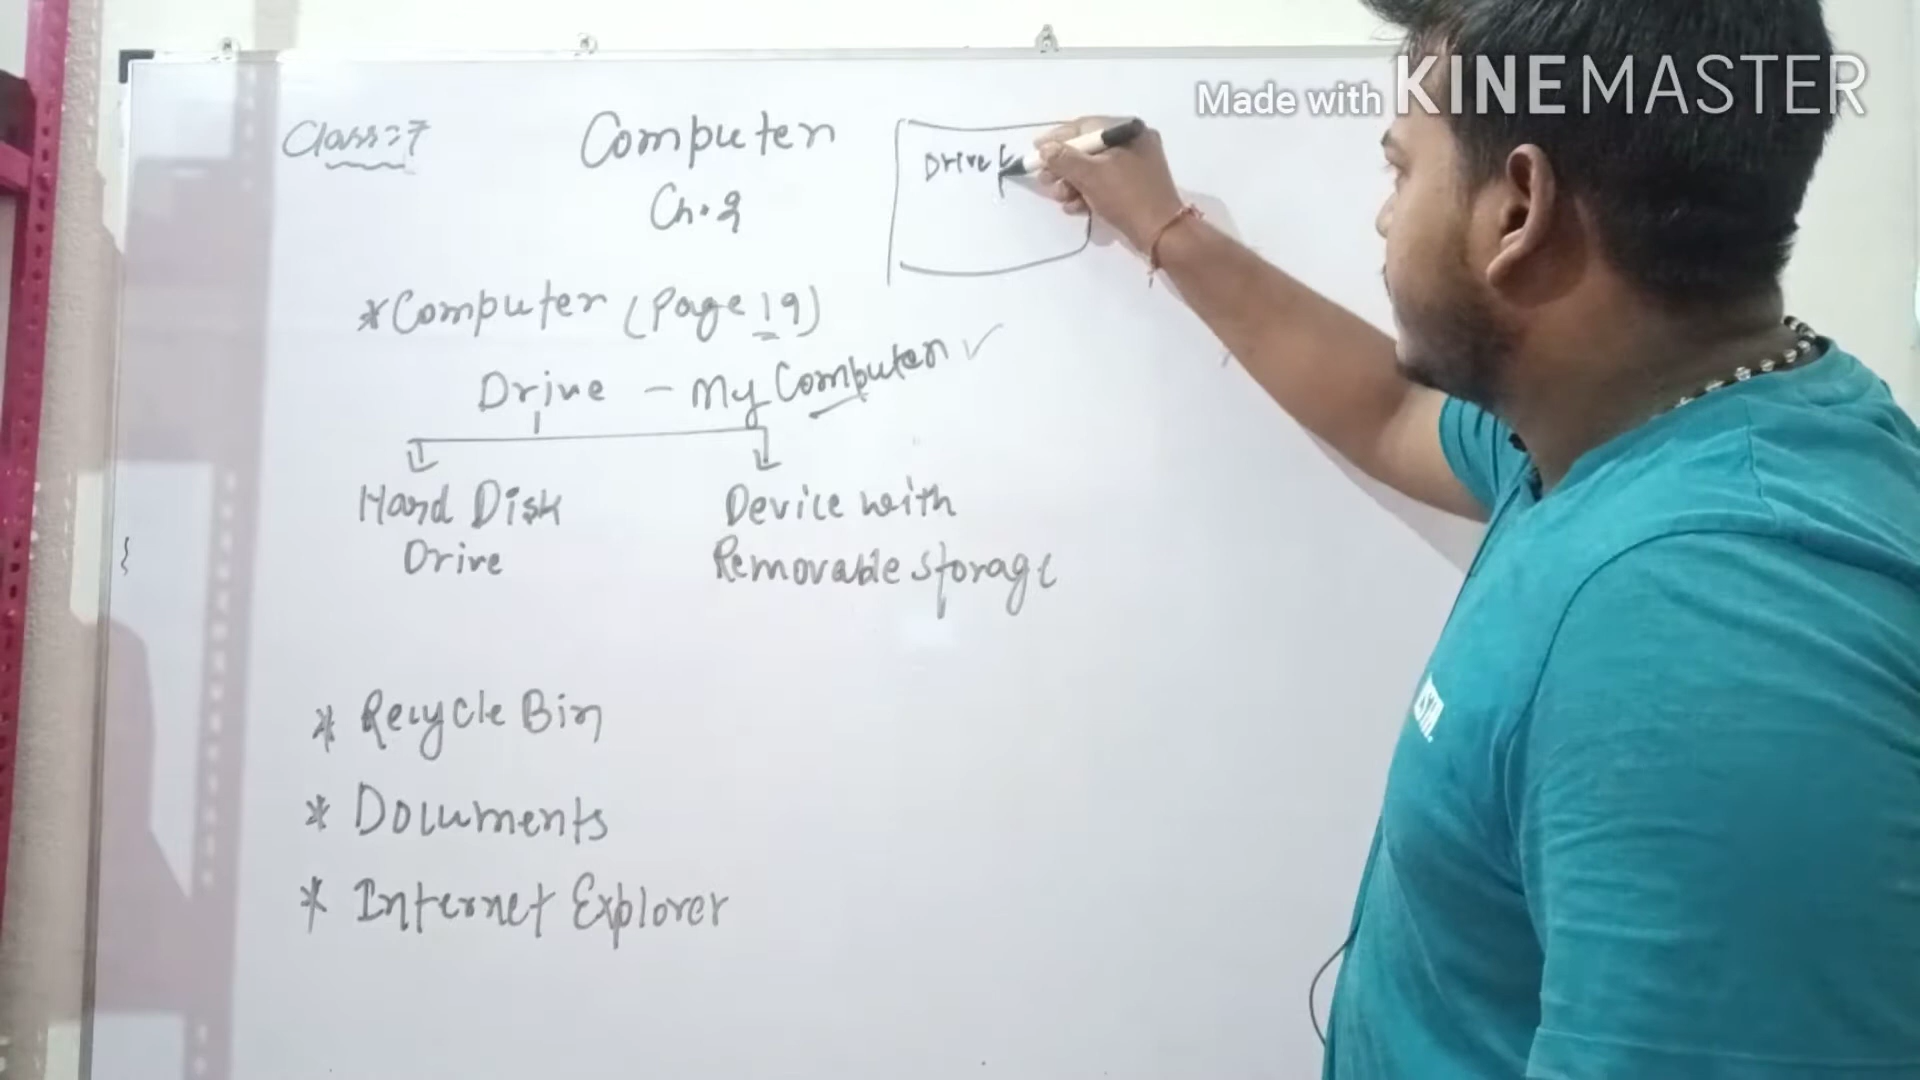 Made with KINEMASTER
Class:7
Computer
Ch.2
Drive
*Computer (Page 19)
Drive - My Computer ✓
Hard Disk
Drive
Device with
Removable Storage
* Recycle Bin
* Documents
* Internet Explorer